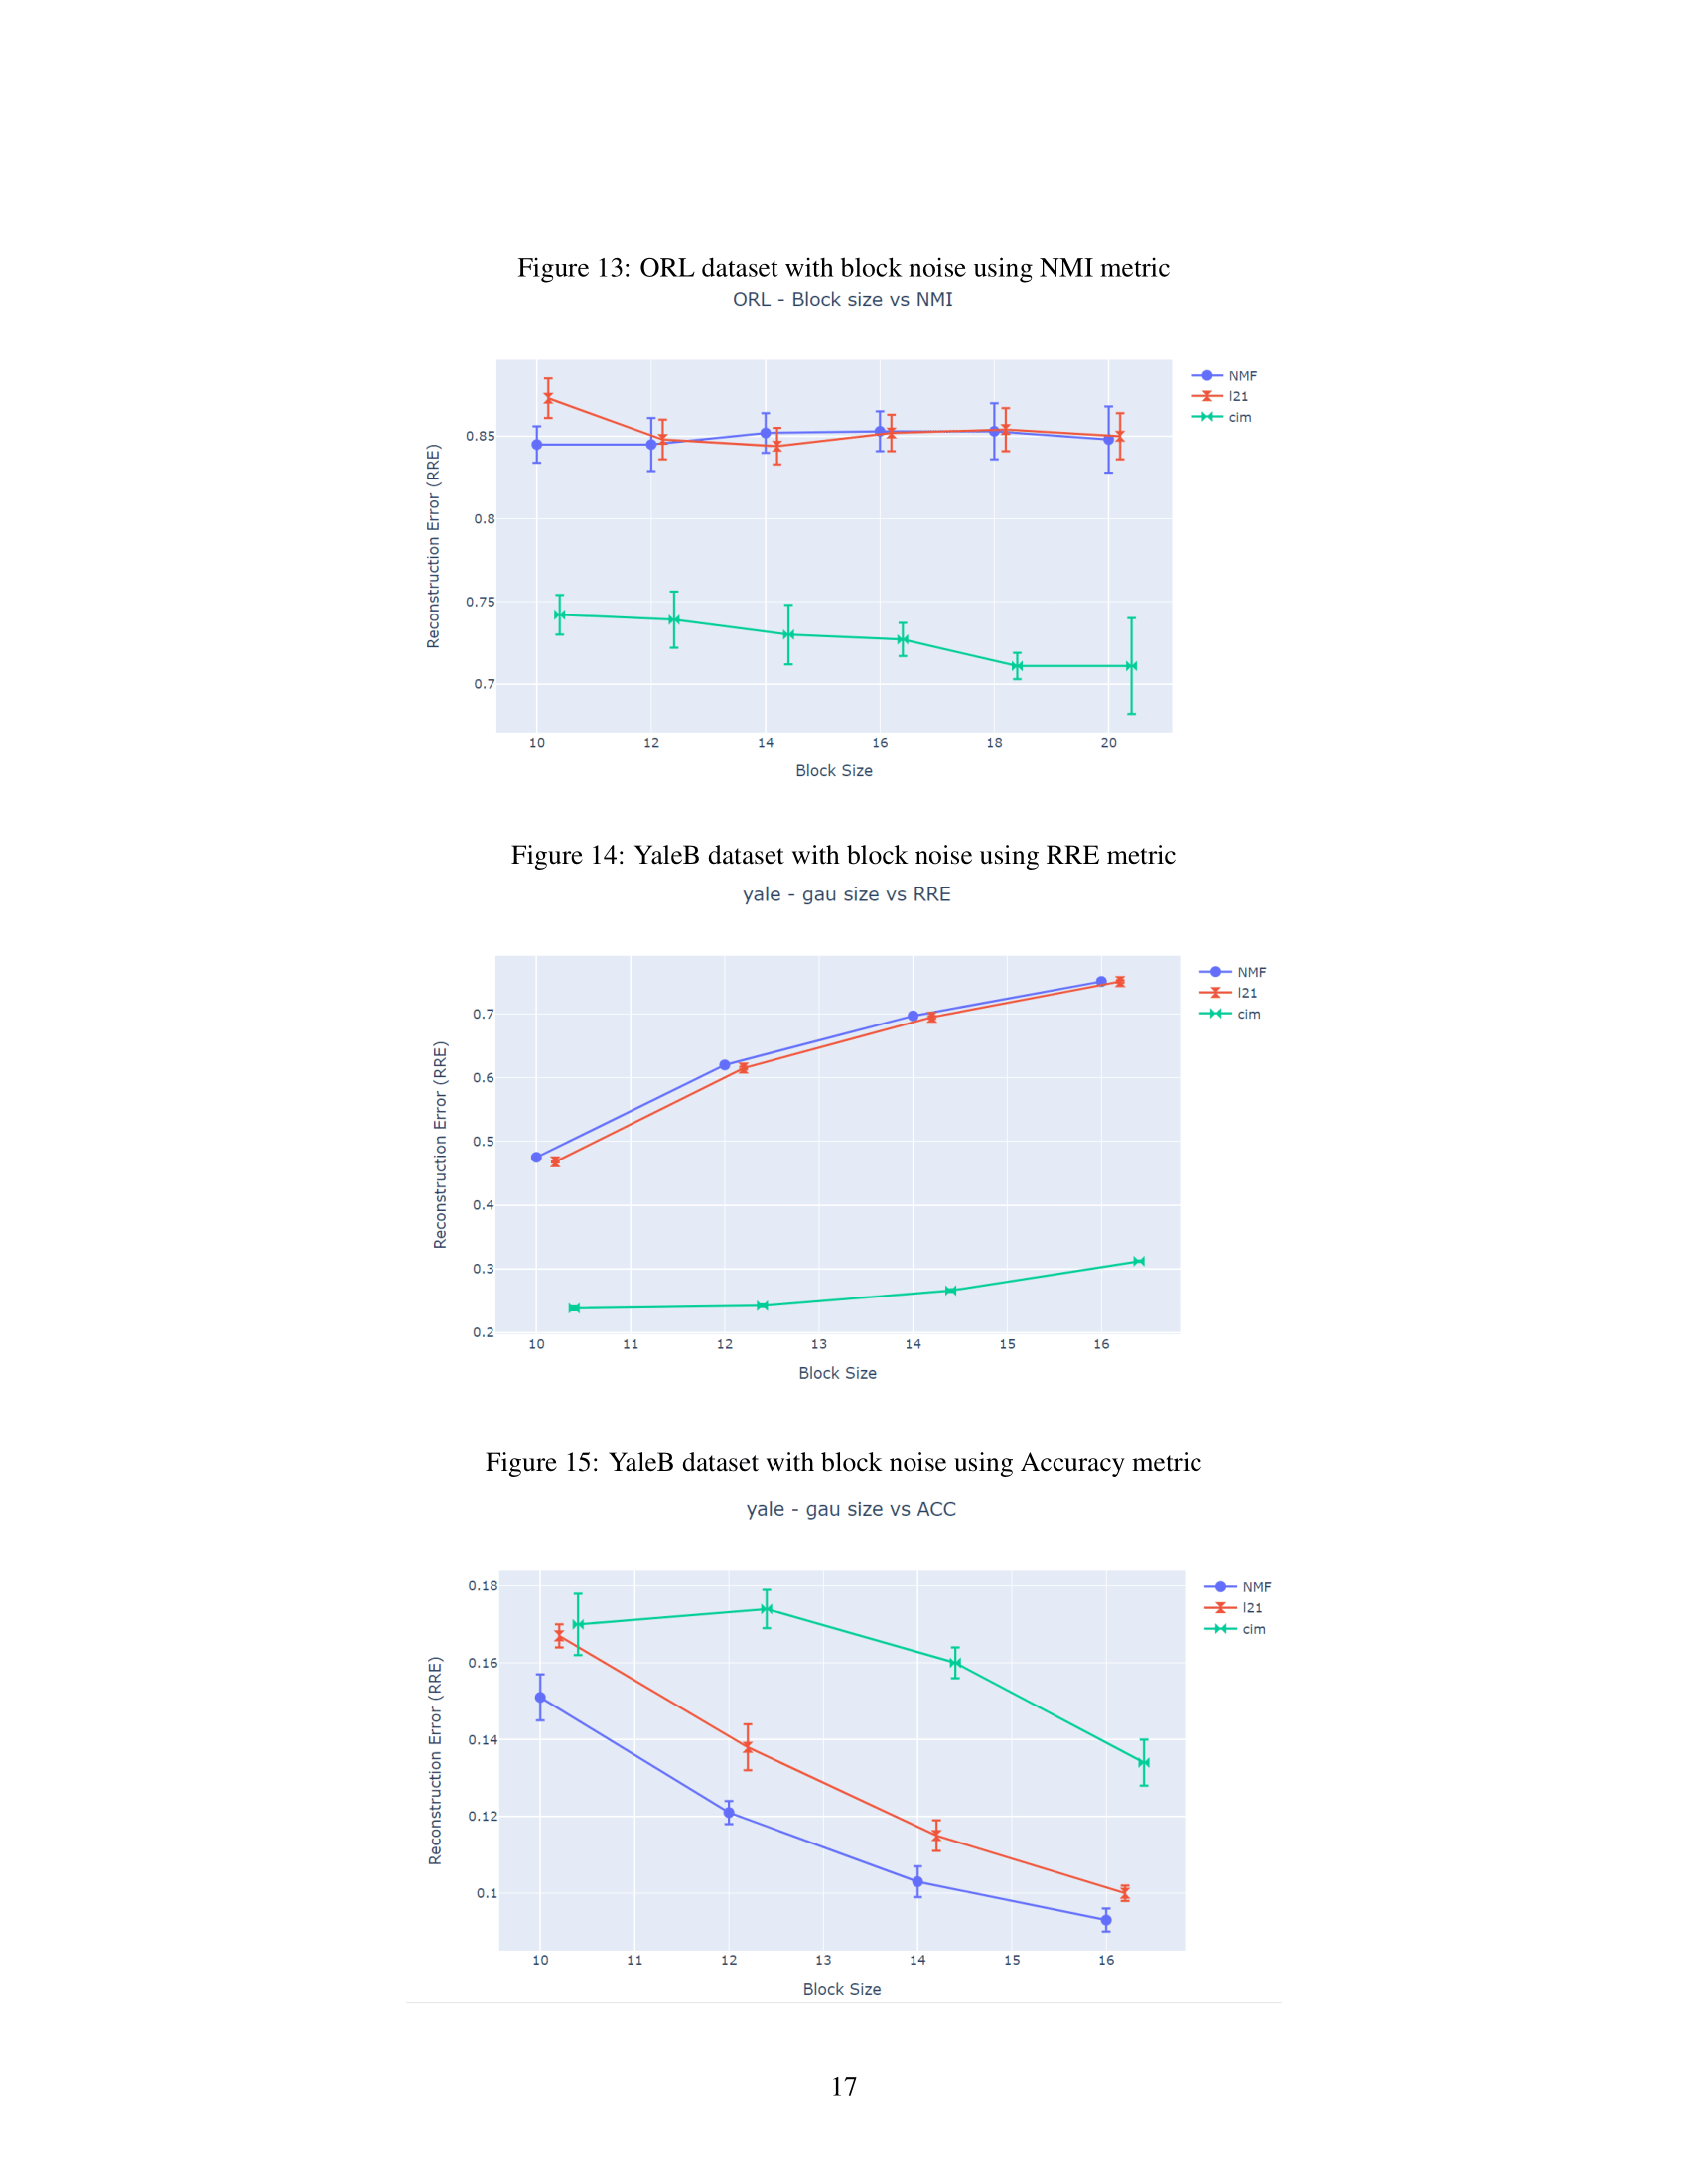 Figure 13: ORL dataset with block noise using NMI metric
ORL - Block size vs NMI
NMF
l21
cim
0.85
0.8
0.75
0.7
Reconstruction Error (RRE)
10 12 14 16 18 20
Block Size
Figure 14: YaleB dataset with block noise using RRE metric
yale - gau size vs RRE
NMF
l21
cim
0.7
0.6
0.5
0.4
0.3
0.2
Reconstruction Error (RRE)
10 11 12 13 14 15 16
Block Size
Figure 15: YaleB dataset with block noise using Accuracy metric
yale - gau size vs ACC
NMF
l21
cim
0.18
0.16
0.14
0.12
0.1
Reconstruction Error (RRE)
10 11 12 13 14 15 16
Block Size
17